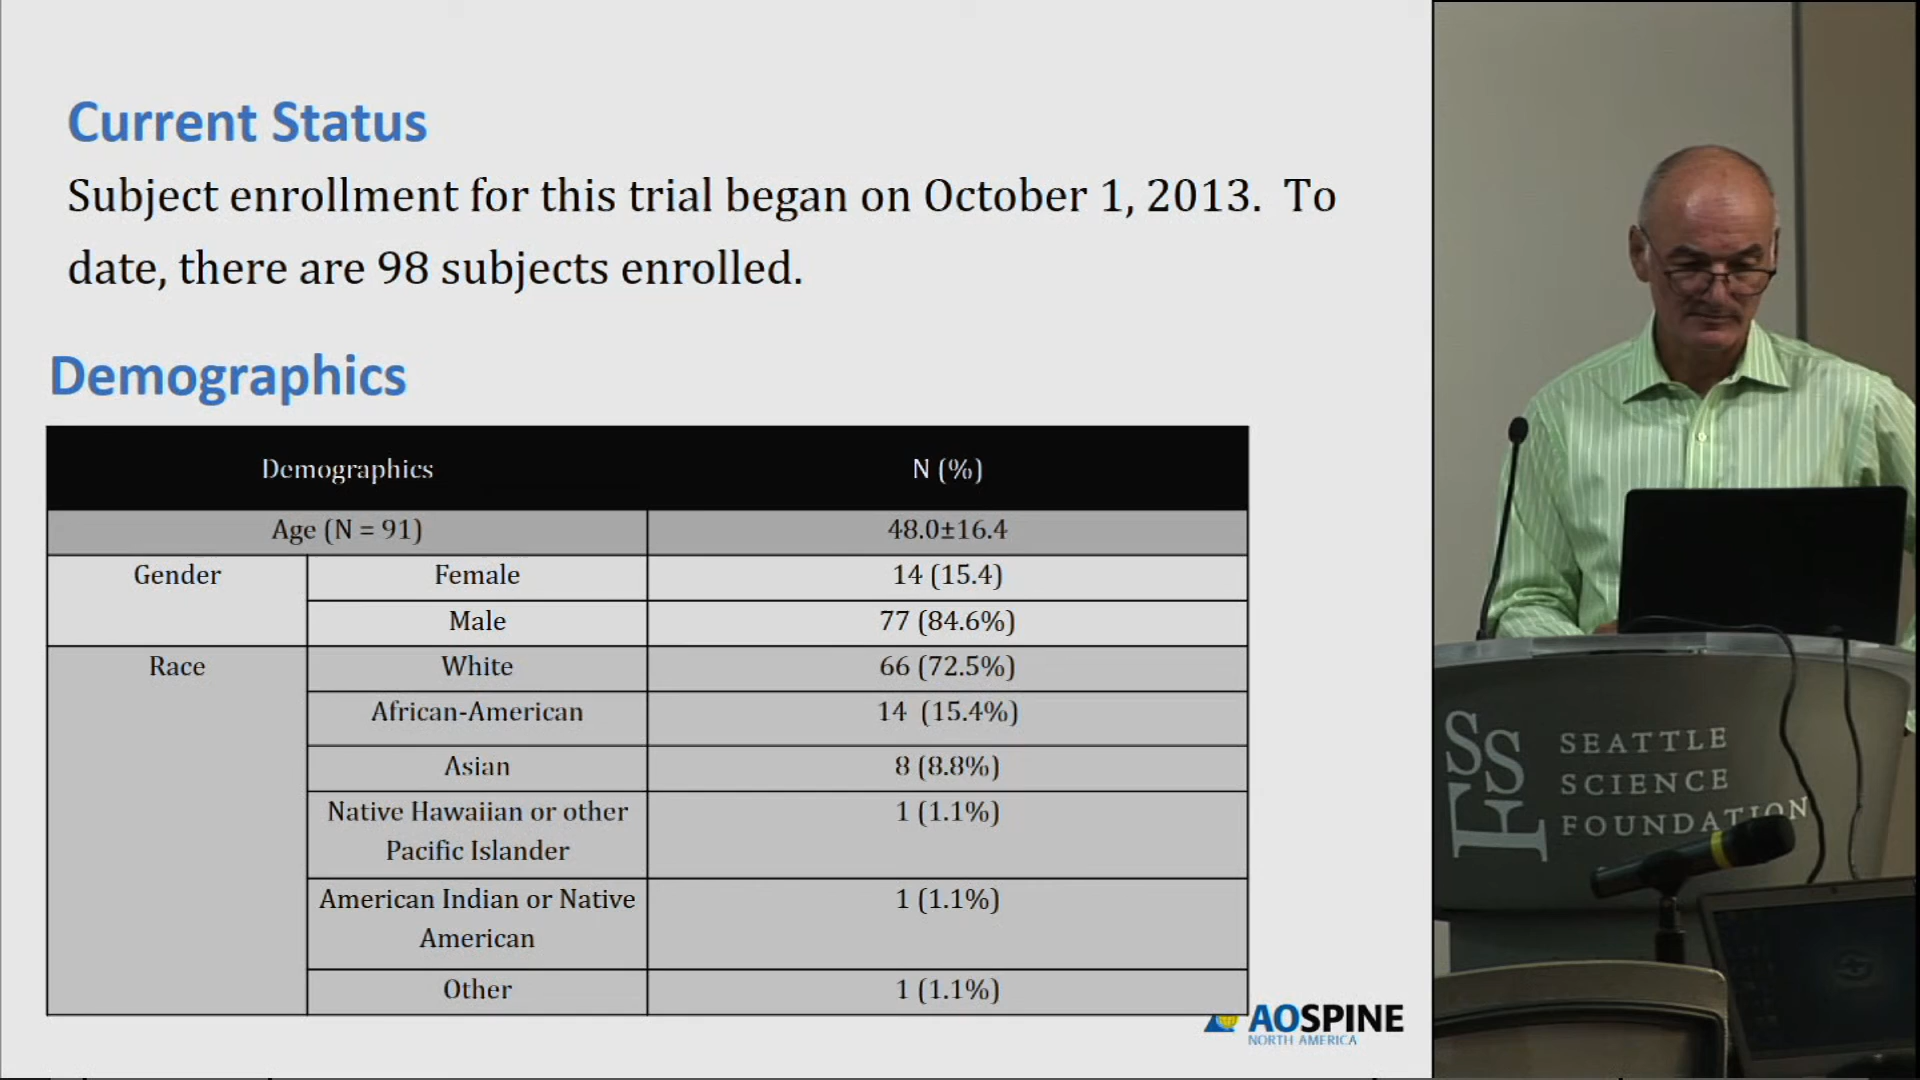 Current Status
Subject enrollment for this trial began on October 1, 2013. To
date, there are 98 subjects enrolled.
Demographics
Demographics N (%)
Age (N = 91) 48.0±16.4
Gender Female 14 (15.4)
Male 77 (84.6%)
Race White 66 (72.5%)
African-American 14 (15.4%)
Asian 8 (8.8%)
Native Hawaiian or other 1 (1.1%)
Pacific Islander
American Indian or Native 1 (1.1%)
American
Other 1 (1.1%)
AOSPINE
NORTH AMERICA
SSF
SEATTLE
SCIENCE
FOUNDATION